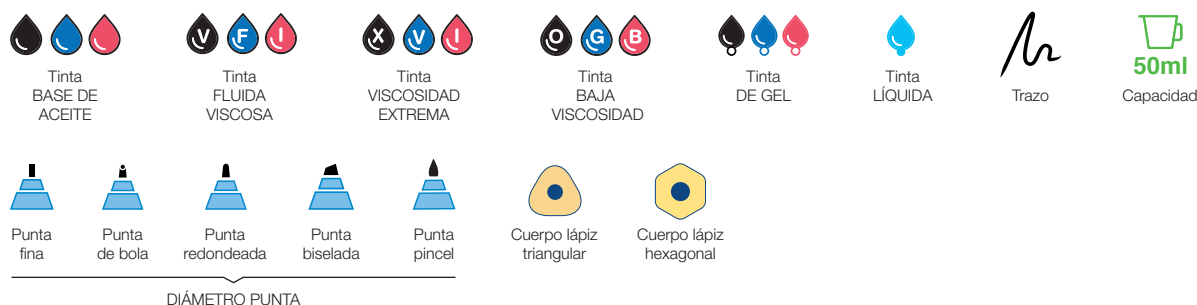 V F I
X V I
O G B
50ml
Tinta
BASE DE
ACEITE
Tinta
FLUIDA
VISCOSA
Tinta
VISCOSIDAD
EXTREMA
Tinta
BAJA
VISCOSIDAD
Tinta
DE GEL
Tinta
LÍQUIDA
Trazo
Capacidad
Punta
fina
Punta
de bola
Punta
redondeada
Punta
biselada
Punta
pincel
Cuerpo lápiz
triangular
Cuerpo lápiz
hexagonal
DIÁMETRO PUNTA